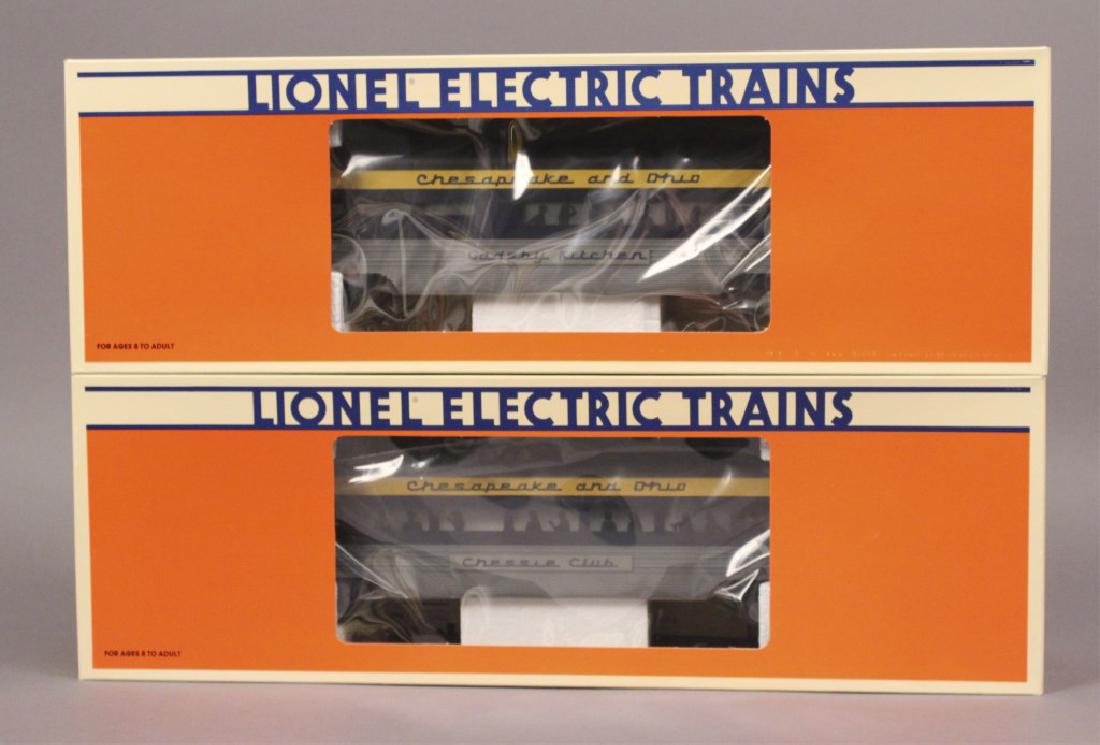 LIONEL ELECTRIC TRAINS
Chesapeake and Ohio
Gadsby Kitchen
FOR AGES 8 TO ADULT
LIONEL ELECTRIC TRAINS
Chesapeake and Ohio
Chessie Club
FOR AGES 8 TO ADULT